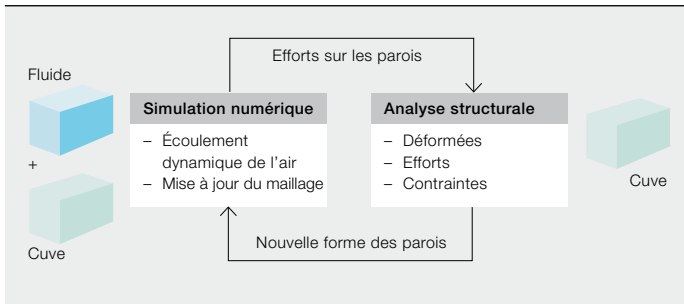 Efforts sur les parois
Fluide
+
Cuve
Simulation numérique
– Écoulement
dynamique de l'air
– Mise à jour du maillage
Analyse structurale
– Déformées
– Efforts
– Contraintes
Cuve
Nouvelle forme des parois